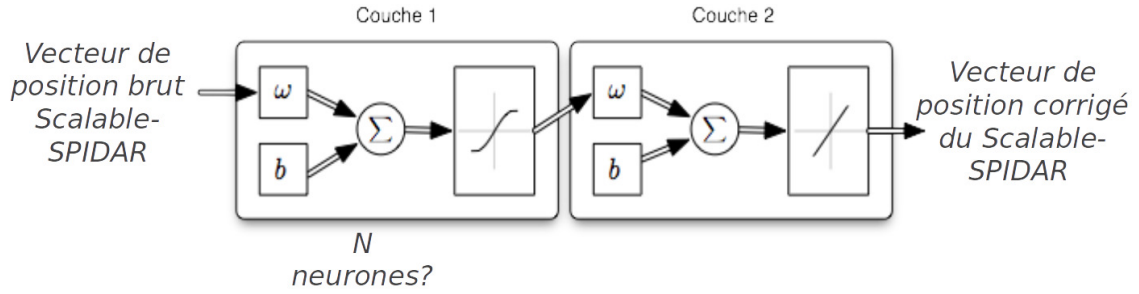 Couche 1
Couche 2
Vecteur de
position brut
Scalable-
SPIDAR
ω
Σ
b
ω
Σ
b
Vecteur de
position corrigé
du Scalable-
SPIDAR
N
neurones?